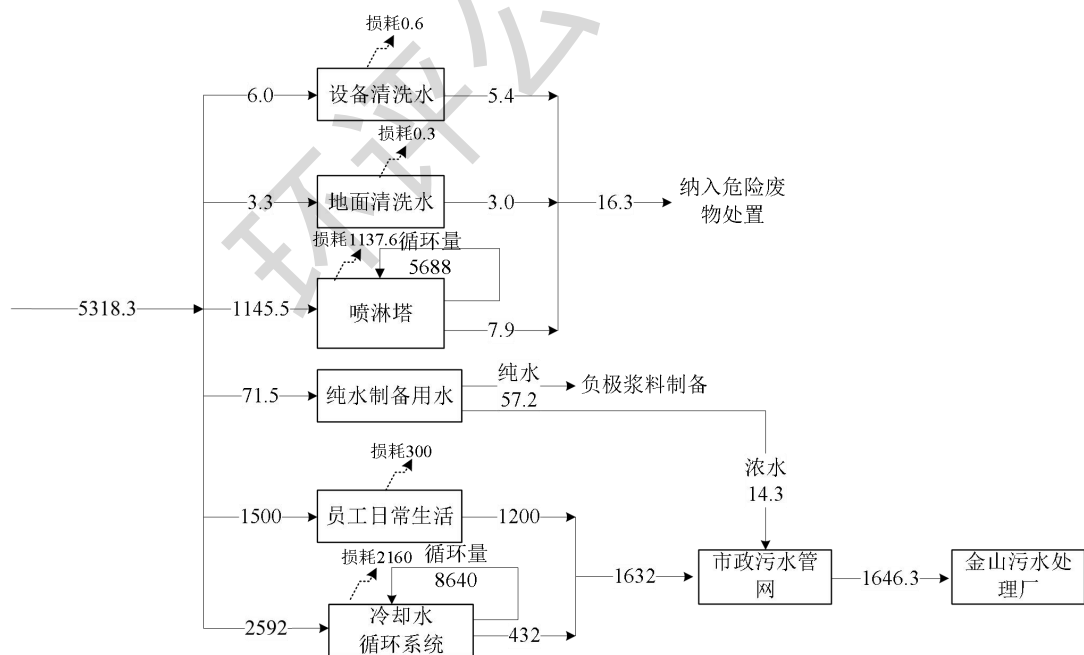 环评公
损耗0.6
6.0
设备清洗水
5.4
损耗0.3
3.3
地面清洗水
3.0
16.3
纳入危险废
物处置
损耗1137.6
循环量
5688
5318.3
1145.5
喷淋塔
7.9
71.5
纯水制备用水
纯水
57.2
负极浆料制备
浓水
14.3
损耗300
1500
员工日常生活
1200
损耗2160
循环量
8640
1632
市政污水管
网
1646.3
金山污水处
理厂
2592
冷却水
循环系统
432